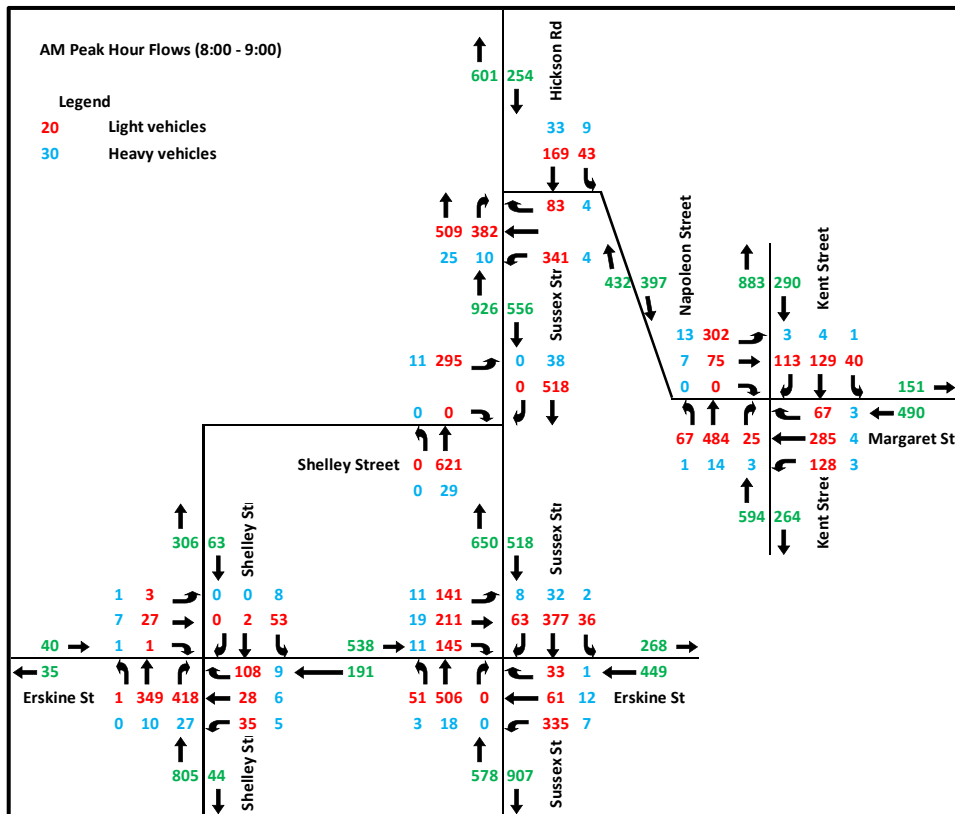 AM Peak Hour Flows (8:00 - 9:00)
Hickson Rd
601 254
Legend
20 Light vehicles
30 Heavy vehicles
33 9
169 43
83 4
509 382
25 10 341 4
Sussex Str
926 556
432 397
Napoleon Street
883 290
Kent Street
11 295 0 38
0 518
13 302 3 4 1
7 75 113 129 40
0 0
151
0 0
67 3 490
67 484 25 285 4 Margaret St
1 14 3 128 3
Shelley Street 0 621
0 29
594 264
Kent Stree
306 63
Shelley St
650 518
Sussex Str
1 3 0 0 8
7 27 0 2 53
1 1
11 141 8 32 2
19 211 63 377 36
11 145
40 538 268
35 108 9 191 33 1 449
Erskine St 1 349 418 28 6 51 506 0 61 12 Erskine St
0 10 27 35 5 3 18 0 335 7
805 44
Shelley St
578 907
Sussex St